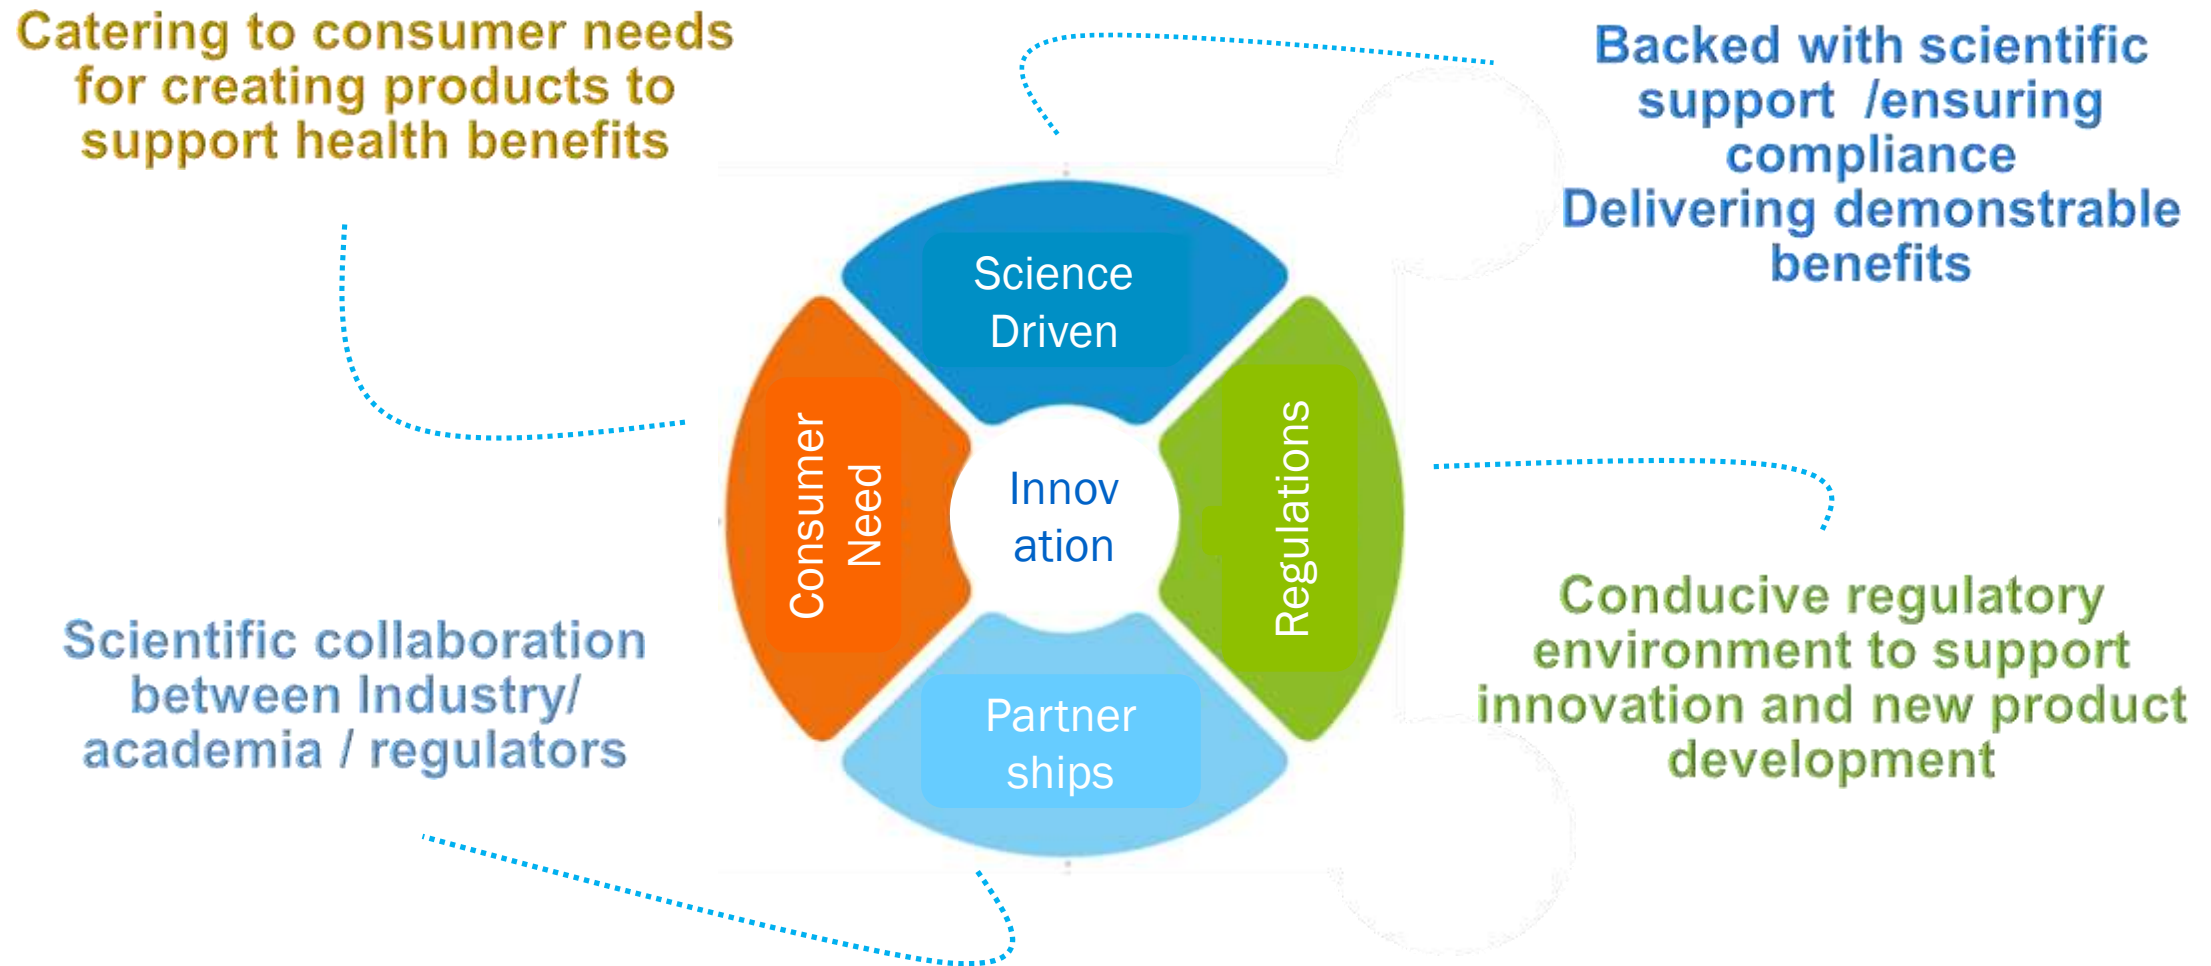 Catering to consumer needs
for creating products to
support health benefits
Backed with scientific
support  /ensuring
compliance
Delivering demonstrable
benefits
Science
Driven
Consumer
Need
Innov
ation
Regulations
Partner
ships
Scientific collaboration
between Industry/
academia / regulators
Conducive regulatory
environment to support
innovation and new product
development